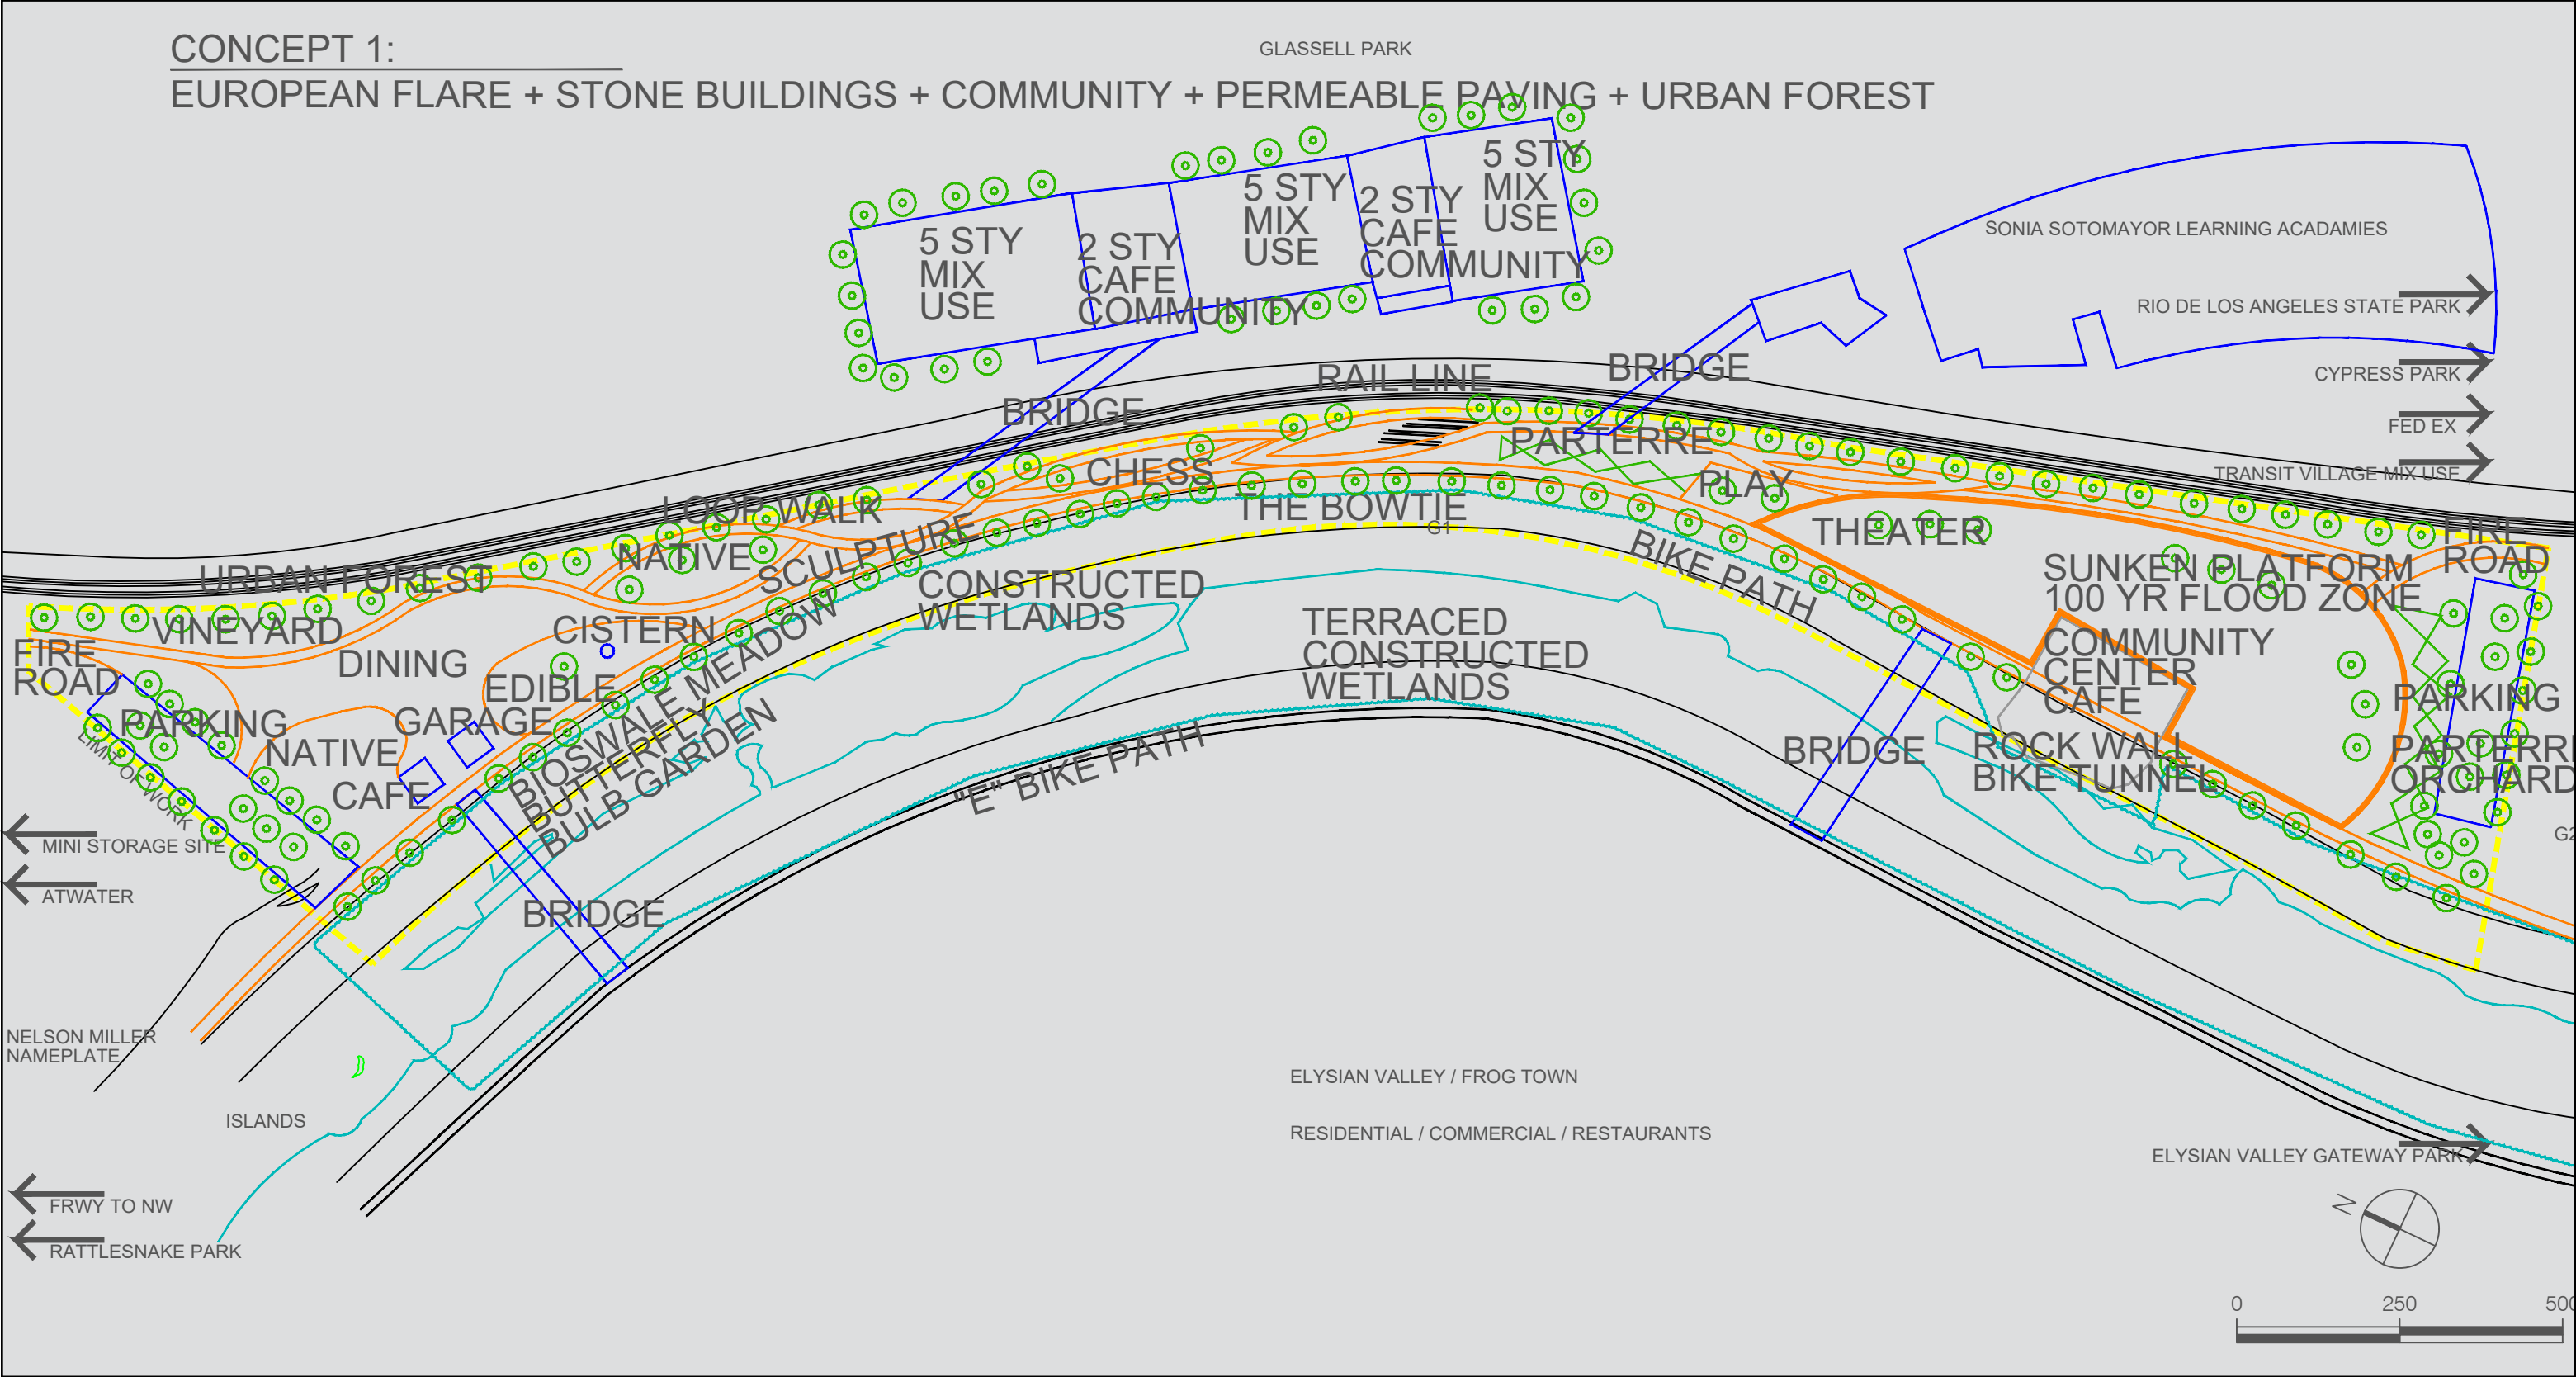 CONCEPT 1:
GLASSELL PARK
EUROPEAN FLARE + STONE BUILDINGS + COMMUNITY + PERMEABLE PAVING + URBAN FOREST
5 STY
MIX
USE
2 STY
CAFE
COMMUNITY
5 STY
MIX
USE
2 STY
CAFE
COMMUNITY
5 STY
MIX
USE
SONIA SOTOMAYOR LEARNING ACADAMIES
RIO DE LOS ANGELES STATE PARK
CYPRESS PARK
FED EX
TRANSIT VILLAGE MIX USE
BRIDGE
RAIL LINE
BRIDGE
PARTERRE
CHESS
PLAY
LOOP WALK
THE BOWTIE
G1
THEATER
FIRE
ROAD
NATIVE
SCULPTURE
BIKE PATH
URBAN FOREST
CONSTRUCTED
WETLANDS
SUNKEN PLATFORM
100 YR FLOOD ZONE
VINEYARD
CISTERN
TERRACED
CONSTRUCTED
WETLANDS
COMMUNITY
CENTER
CAFE
FIRE
ROAD
DINING
EDIBLE
GARAGE
PARKING
NATIVE
CAFE
LIMIT OF WORK
BIOSWALE MEADOW
BUTTERFLY
BULB GARDEN
"E" BIKE PATH
BRIDGE
ROCK WALL
BIKE TUNNEL
PARKING
PARTERRE
ORCHARD
G2
MINI STORAGE SITE
ATWATER
BRIDGE
NELSON MILLER
NAMEPLATE
ISLANDS
ELYSIAN VALLEY / FROG TOWN
RESIDENTIAL / COMMERCIAL / RESTAURANTS
ELYSIAN VALLEY GATEWAY PARK
FRWY TO NW
RATTLESNAKE PARK
N
0 250 500